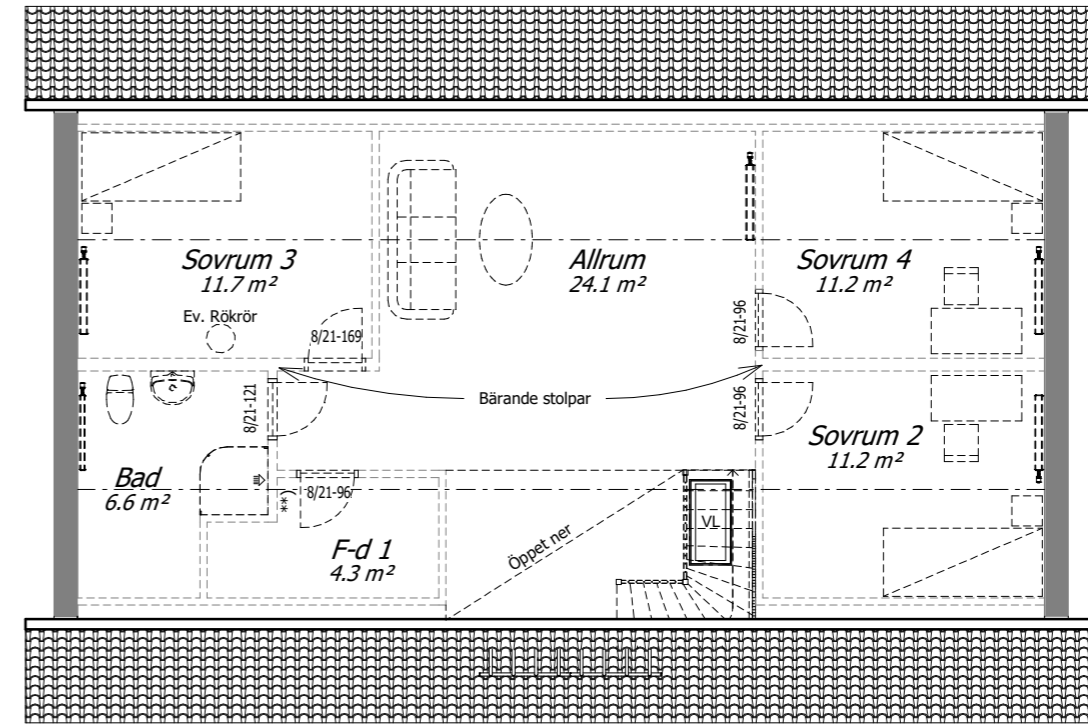 Sovrum 3
11.7 m²
Allrum
24.1 m²
Sovrum 4
11.2 m²
Ev. Rökrör
8/21-169
8/21-96
Bärande stolpar
8/21-121
8/21-96
Sovrum 2
11.2 m²
Bad
6.6 m²
**)
8/21-96
VL
Öppet ner
F-d 1
4.3 m²